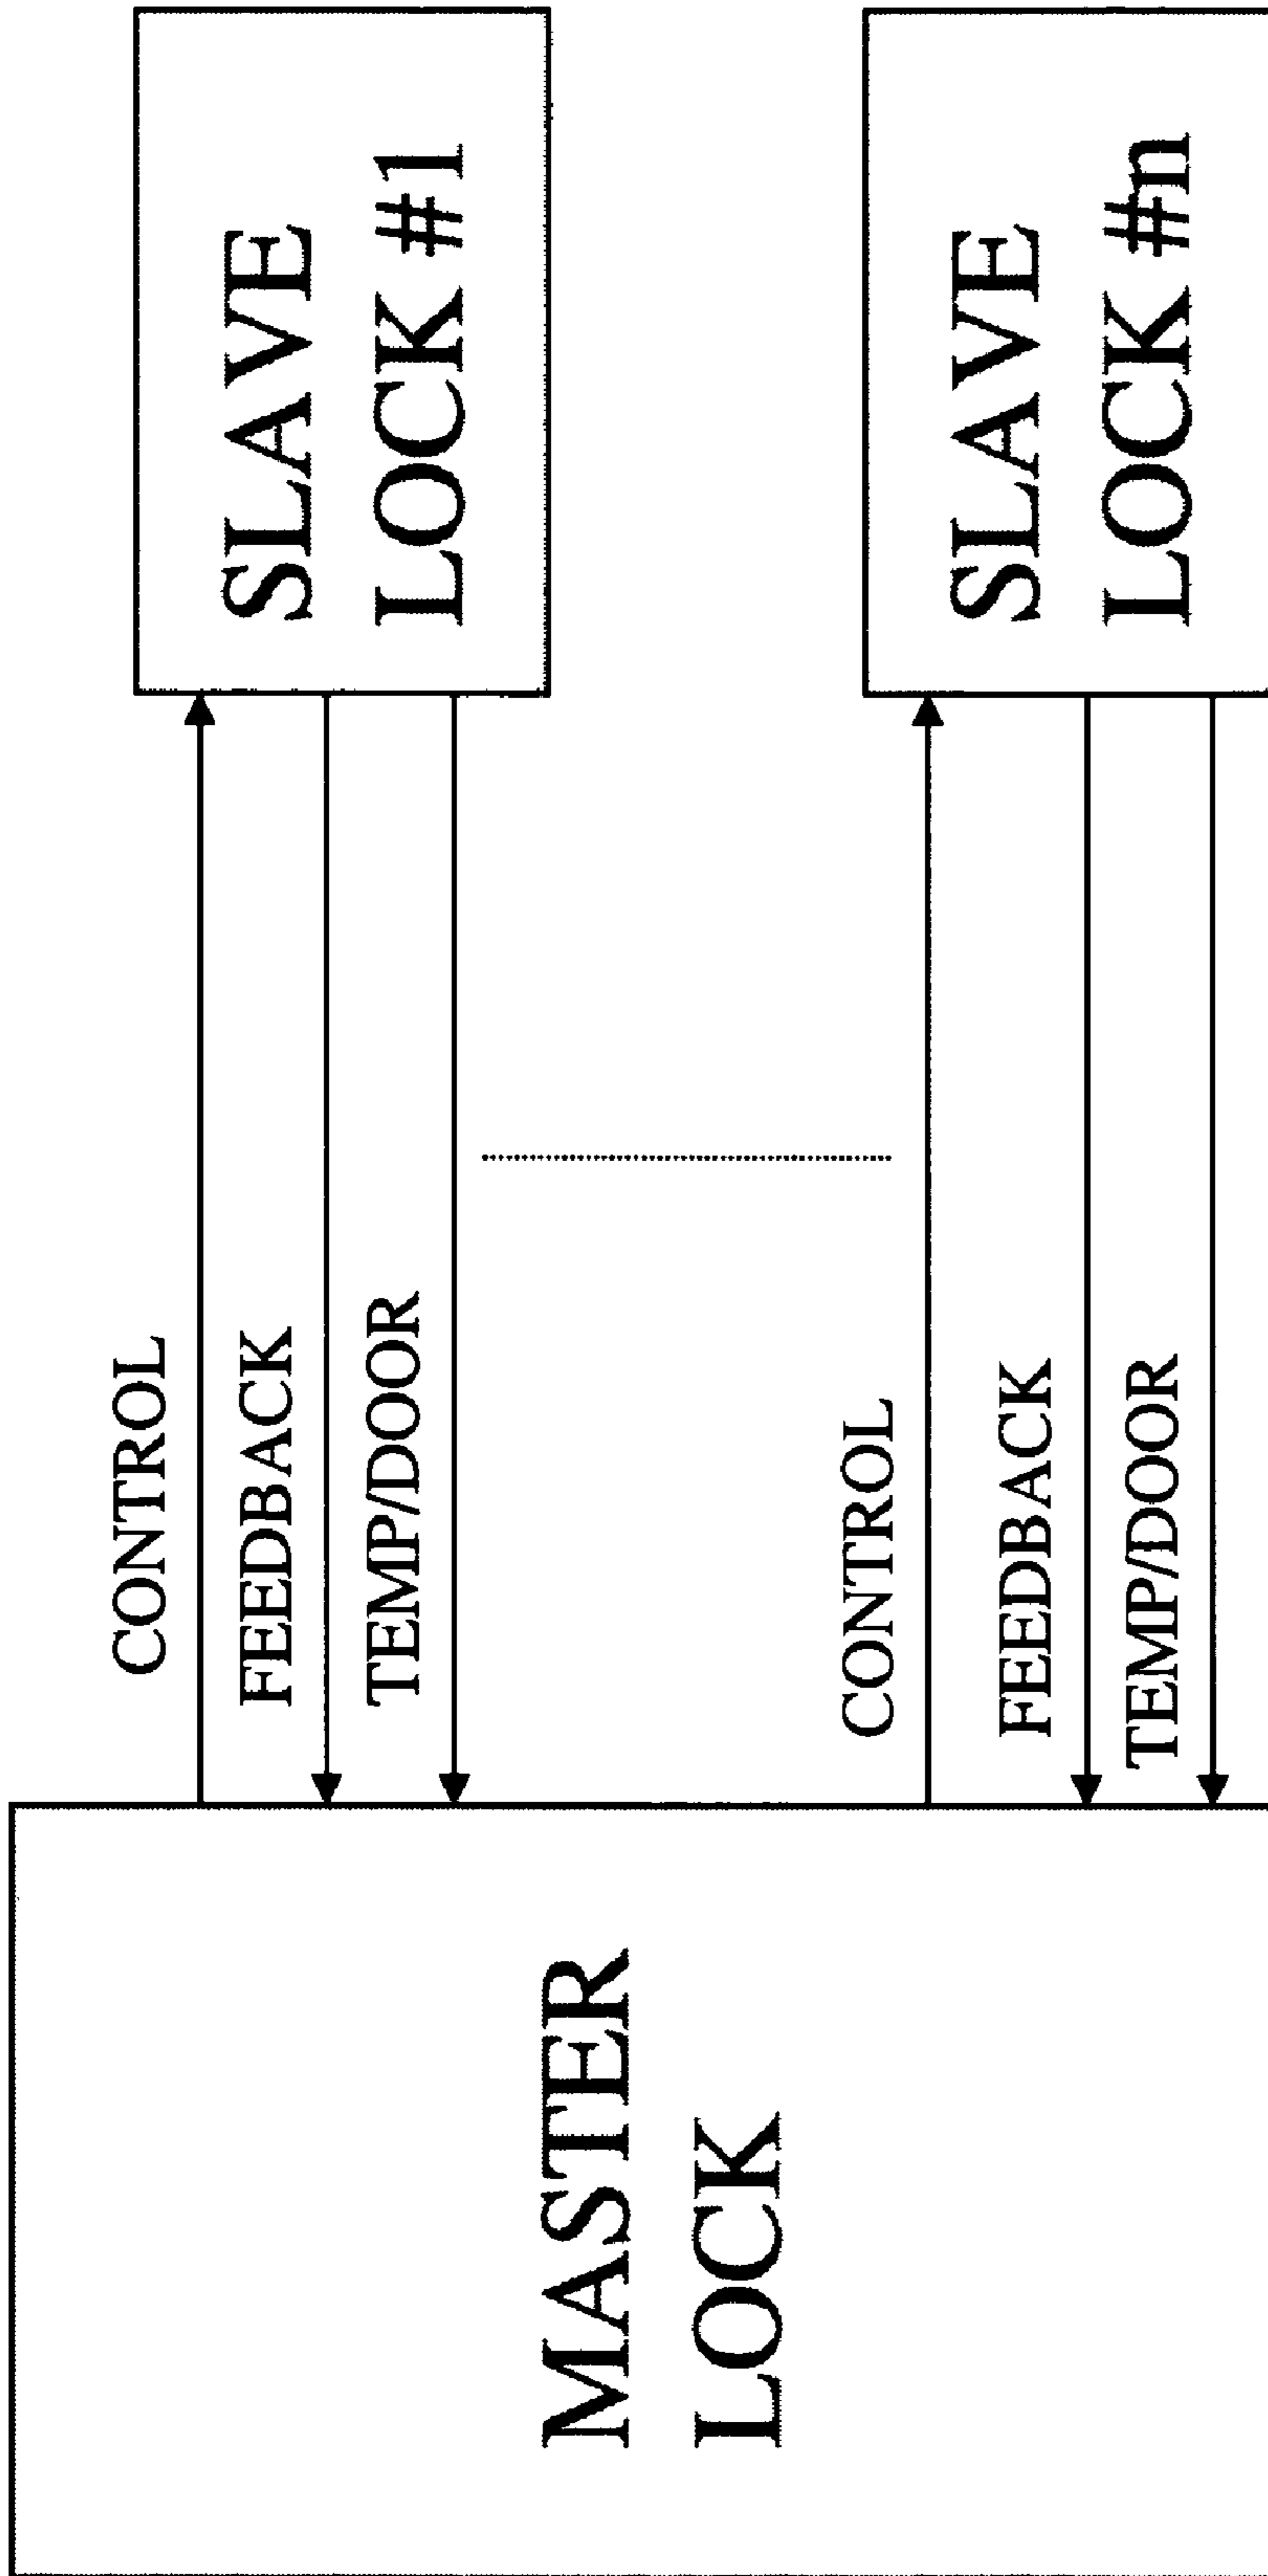 MASTER
LOCK
CONTROL
FEEDBACK
TEMP/DOOR
SLAVE
LOCK #1
CONTROL
FEEDBACK
TEMP/DOOR
SLAVE
LOCK #n